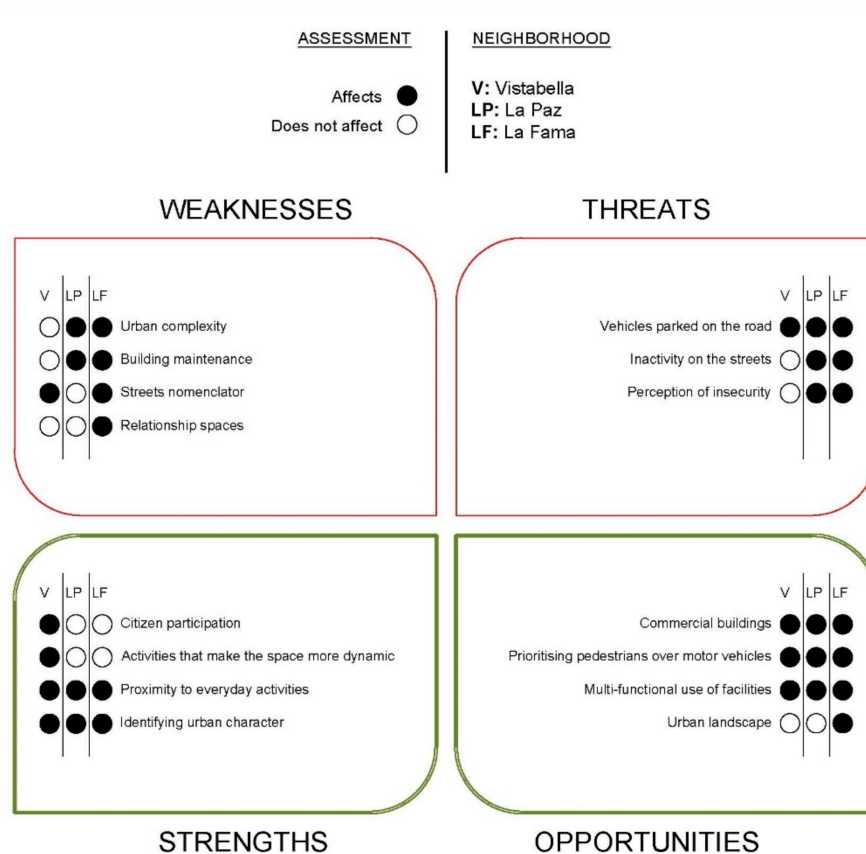 ASSESSMENT
Affects
Does not affect
NEIGHBORHOOD
V: Vistabella
LP: La Paz
LF: La Fama
WEAKNESSES
V LP LF
Urban complexity
Building maintenance
Streets nomenclator
Relationship spaces
THREATS
V LP LF
Vehicles parked on the road
Inactivity on the streets
Perception of insecurity
V LP LF
Citizen participation
Activities that make the space more dynamic
Proximity to everyday activities
Identifying urban character
STRENGTHS
V LP LF
Commercial buildings
Prioritising pedestrians over motor vehicles
Multi-functional use of facilities
Urban landscape
OPPORTUNITIES